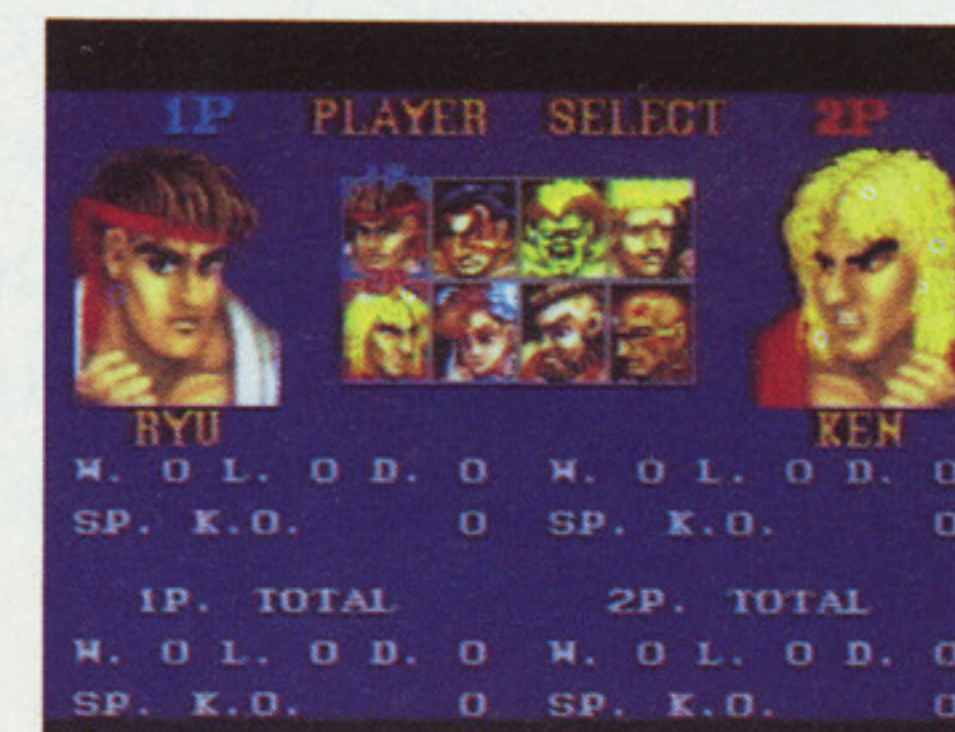 1P PLAYER SELECT 2P
RYU KEN
W. 0 L. 0 D. 0 W. 0 L. 0 D. 0
SP. K.O. 0 SP. K.O. 0
1P. TOTAL 2P. TOTAL
W. 0 L. 0 D. 0 W. 0 L. 0 D. 0
SP. K.O. 0 SP. K.O. 0